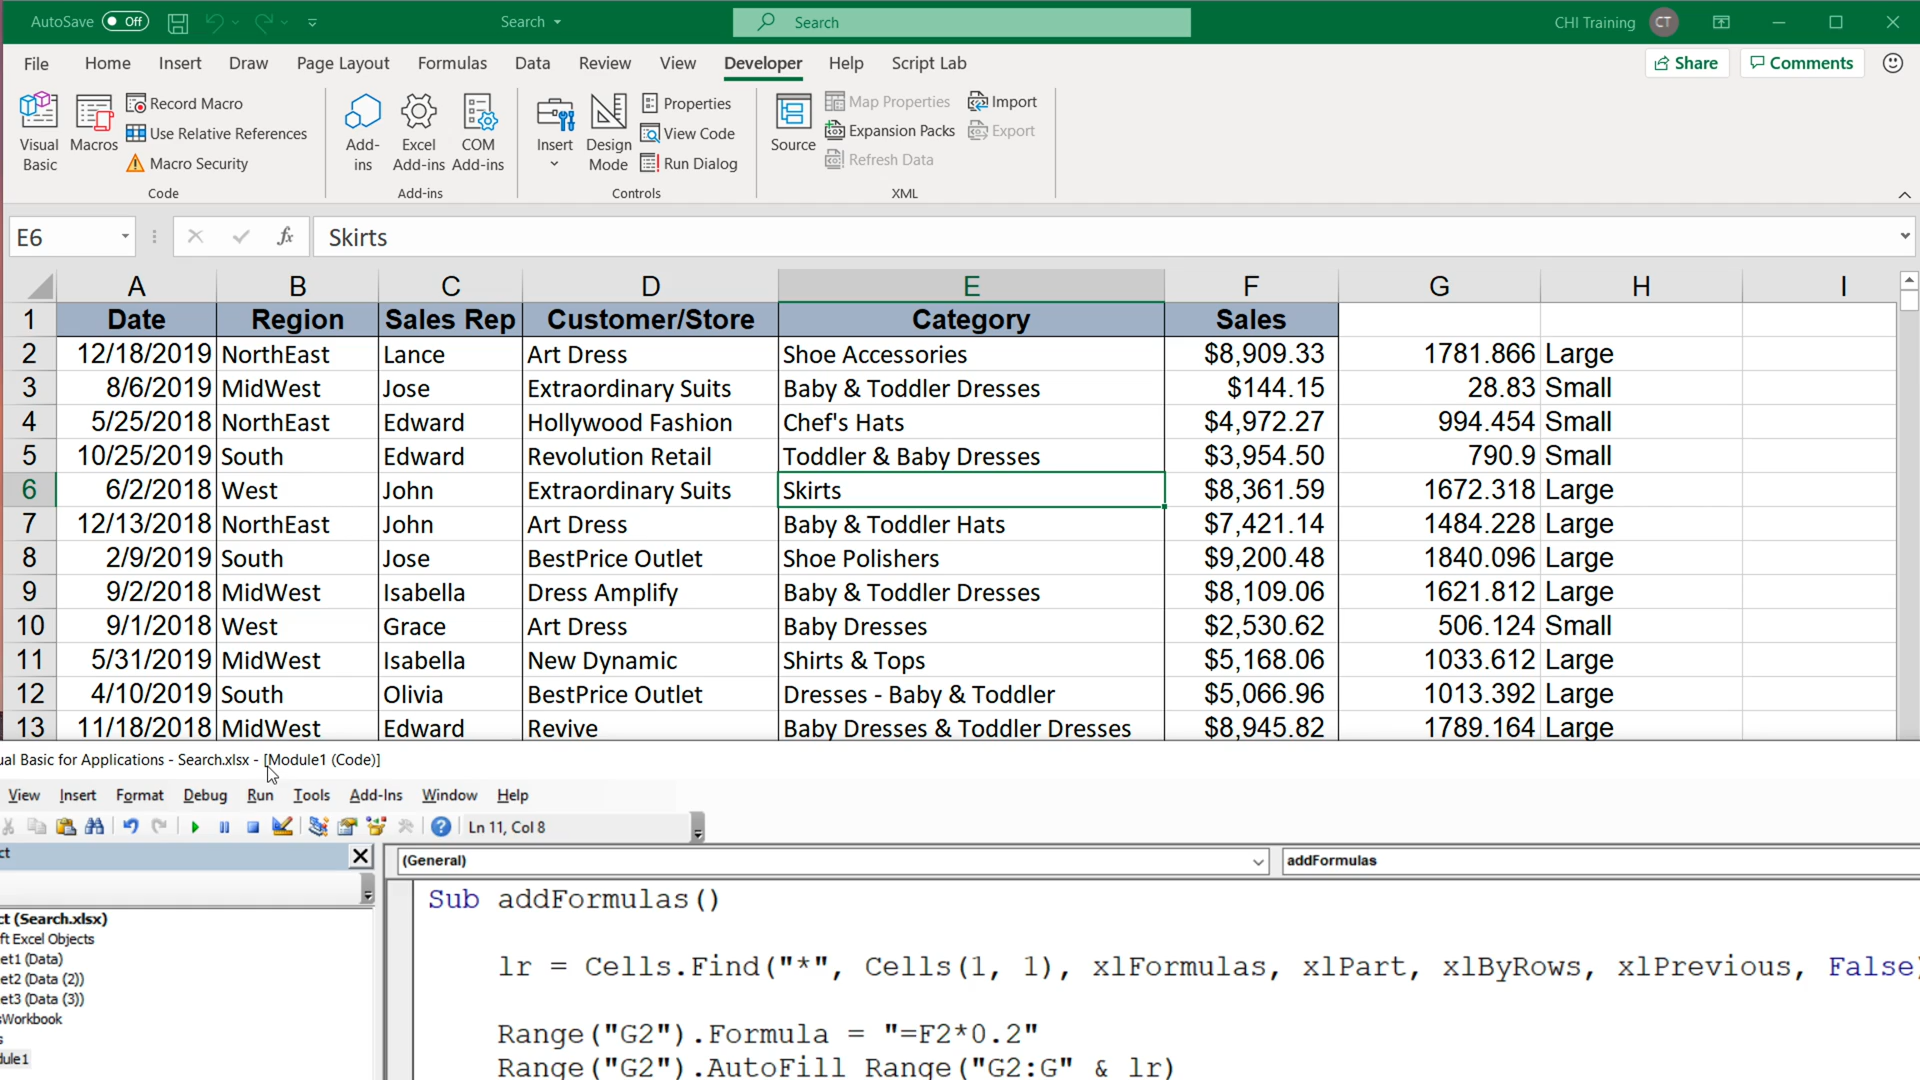 AutoSave Off Search Search CHI Training CT
File Home Insert Draw Page Layout Formulas Data Review View Developer Help Script Lab Share Comments
Visual Basic Macros Record Macro Use Relative References Macro Security Code
Add-ins Excel Add-ins COM Add-ins Add-ins
Insert Design Mode Properties View Code Run Dialog Controls
Source Map Properties Expansion Packs Refresh Data Import Export XML
E6 fx Skirts
A B C D E F G H I
1 Date Region Sales Rep Customer/Store Category Sales
2 12/18/2019 NorthEast Lance Art Dress Shoe Accessories $8,909.33 1781.866 Large
3 8/6/2019 MidWest Jose Extraordinary Suits Baby & Toddler Dresses $144.15 28.83 Small
4 5/25/2018 NorthEast Edward Hollywood Fashion Chef's Hats $4,972.27 994.454 Small
5 10/25/2019 South Edward Revolution Retail Toddler & Baby Dresses $3,954.50 790.9 Small
6 6/2/2018 West John Extraordinary Suits Skirts $8,361.59 1672.318 Large
7 12/13/2018 NorthEast John Art Dress Baby & Toddler Hats $7,421.14 1484.228 Large
8 2/9/2019 South Jose BestPrice Outlet Shoe Polishers $9,200.48 1840.096 Large
9 9/2/2018 MidWest Isabella Dress Amplify Baby & Toddler Dresses $8,109.06 1621.812 Large
10 9/1/2018 West Grace Art Dress Baby Dresses $2,530.62 506.124 Small
11 5/31/2019 MidWest Isabella New Dynamic Shirts & Tops $5,168.06 1033.612 Large
12 4/10/2019 South Olivia BestPrice Outlet Dresses - Baby & Toddler $5,066.96 1013.392 Large
13 11/18/2018 MidWest Edward Revive Baby Dresses & Toddler Dresses $8,945.82 1789.164 Large
ual Basic for Applications - Search.xlsx - [Module1 (Code)]
View Insert Format Debug Run Tools Add-Ins Window Help
Ln 11, Col 8
ct
(General) addFormulas
ct (Search.xlsx)
ft Excel Objects
et1 (Data)
et2 (Data (2))
et3 (Data (3))
sWorkbook
s
dule1
Sub addFormulas()
lr = Cells.Find("*", Cells(1, 1), xlFormulas, xlPart, xlByRows, xlPrevious, False)
Range("G2").Formula = "=F2*0.2"
Range("G2").AutoFill Range("G2:G" & lr)